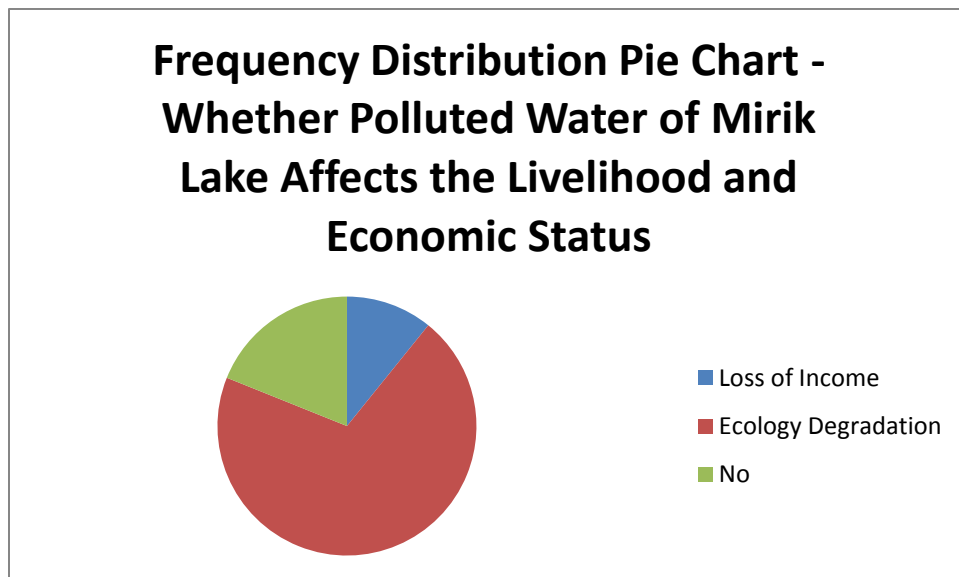 Frequency Distribution Pie Chart -
Whether Polluted Water of Mirik
Lake Affects the Livelihood and
Economic Status
Loss of Income
Ecology Degradation
No